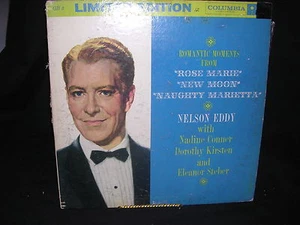 LIMITED EDITION
COLUMBIA
ROMANTIC MOMENTS
FROM
"ROSE MARIE"
"NEW MOON"
"NAUGHTY MARIETTA"
NELSON EDDY
with
Nadine Conner
Dorothy Kirsten
and
Eleanor Steber